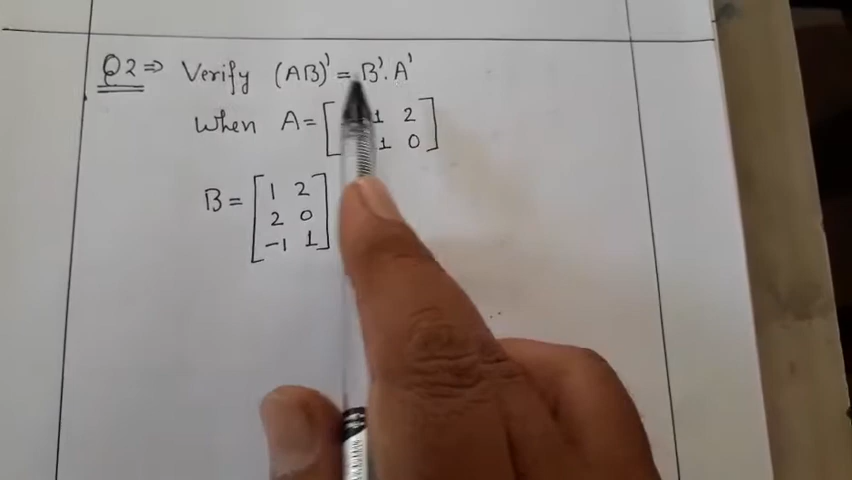 Q2⇒ Verify (AB)' = B'. A'
When A = [ 1 2
1 0 ]
B = [ 1 2
2 0
-1 1 ]